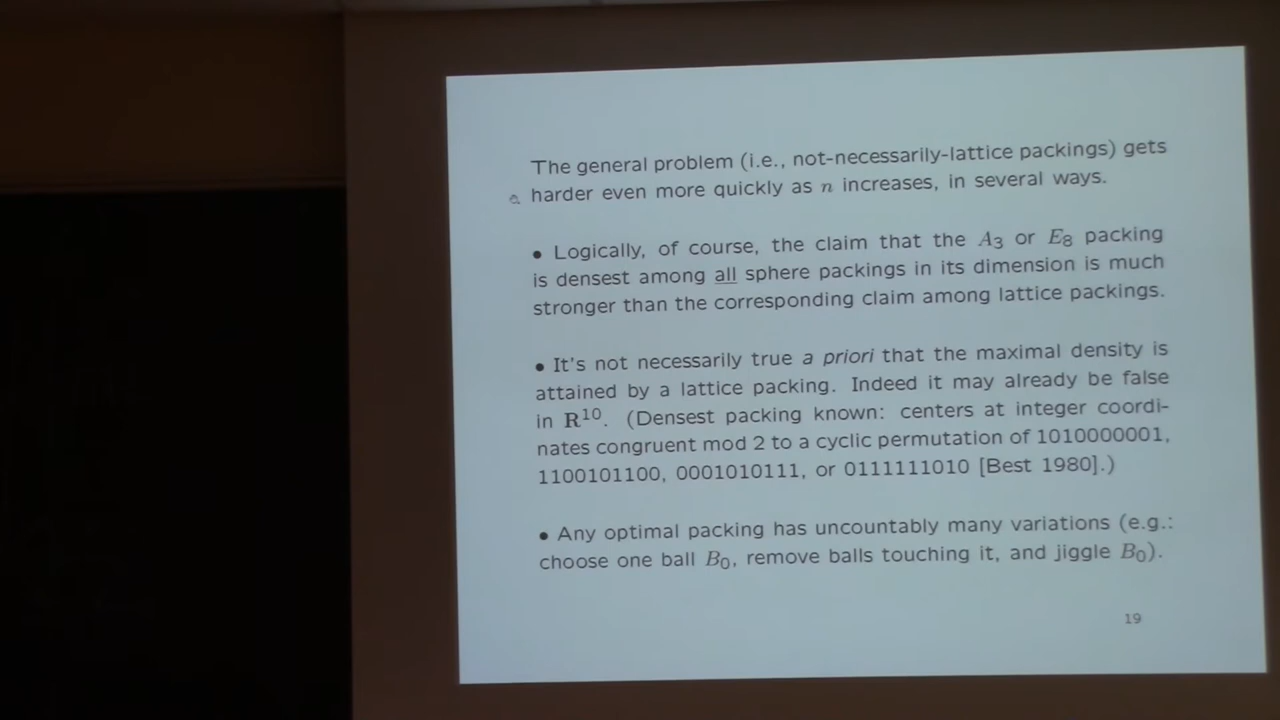 The general problem (i.e., not-necessarily-lattice packings) gets
harder even more quickly as n increases, in several ways.
• Logically, of course, the claim that the A₃ or E₈ packing
is densest among all sphere packings in its dimension is much
stronger than the corresponding claim among lattice packings.
• It's not necessarily true a priori that the maximal density is
attained by a lattice packing. Indeed it may already be false
in R¹⁰. (Densest packing known: centers at integer coordi-
nates congruent mod 2 to a cyclic permutation of 1010000001,
1100101100, 0001010111, or 0111111010 [Best 1980].)
• Any optimal packing has uncountably many variations (e.g.:
choose one ball B₀, remove balls touching it, and jiggle B₀).
19